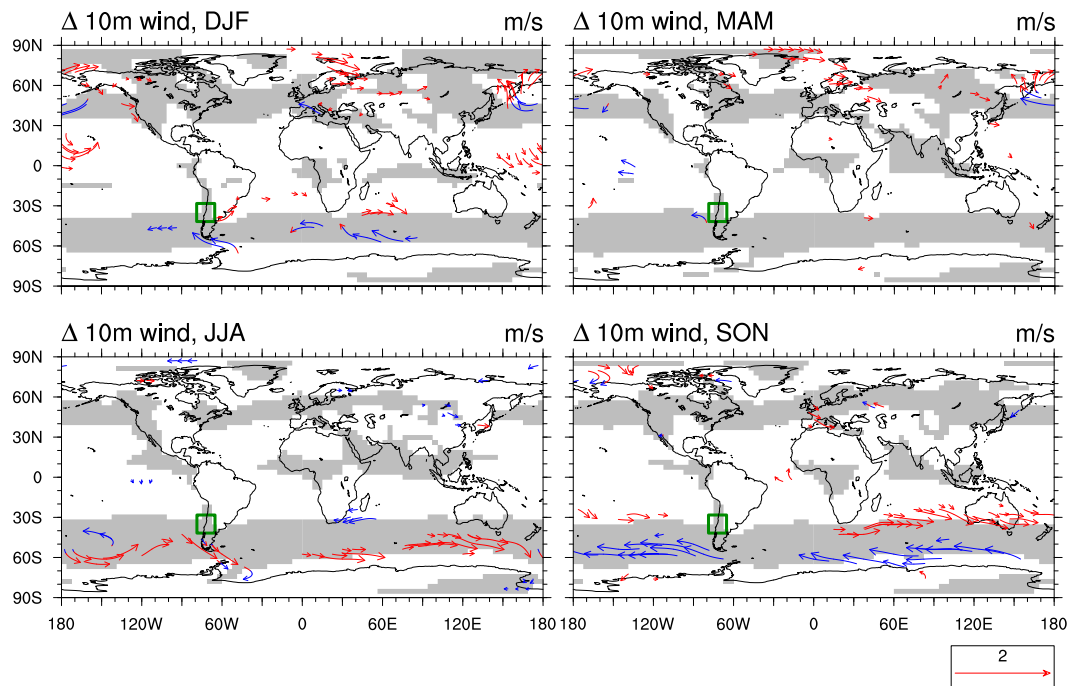 Δ 10m wind, DJF m/s
Δ 10m wind, MAM m/s
90N
60N
30N
0
30S
60S
90S
90N
60N
30N
0
30S
60S
90S
Δ 10m wind, JJA m/s
Δ 10m wind, SON m/s
90N
60N
30N
0
30S
60S
90S
90N
60N
30N
0
30S
60S
90S
180 120W 60W 0 60E 120E 180
180 120W 60W 0 60E 120E 180
2